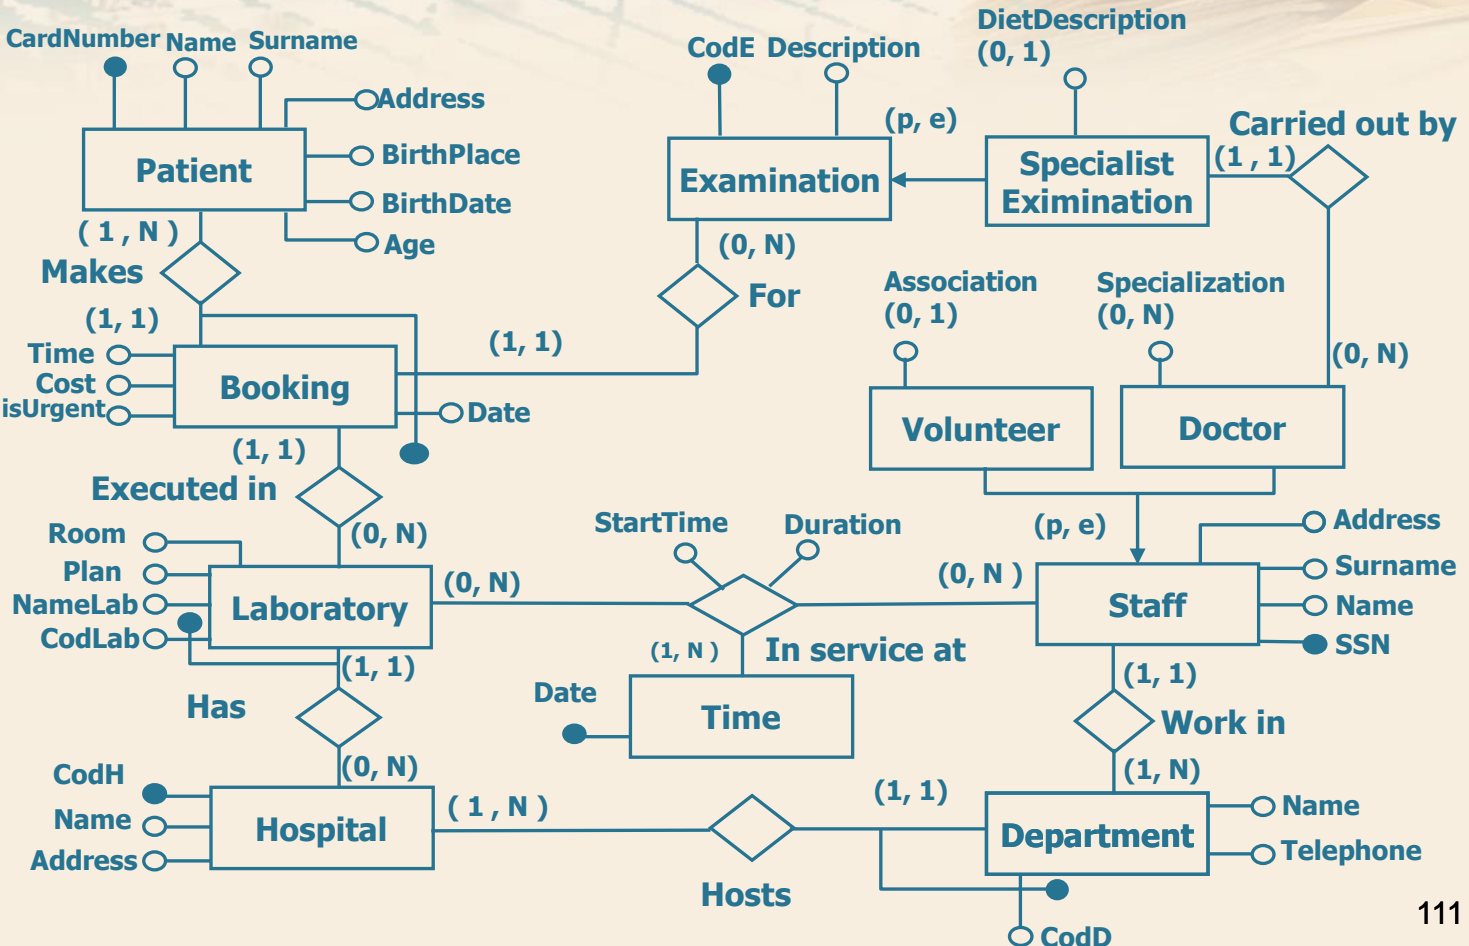 DietDescription
(0, 1)
CardNumber Name Surname
CodE Description
Address
(p, e)
Carried out by
Patient
BirthPlace
Examination
Specialist
Eximination
(1 , 1)
BirthDate
( 1 , N )
Age
(0, N)
Makes
For
Association
(0, 1)
Specialization
(0, N)
(1, 1)
(1, 1)
(0, N)
Time
Cost
isUrgent
Booking
Date
Volunteer
Doctor
(1, 1)
Executed in
Room
(0, N)
StartTime
Duration
(p, e)
Address
Plan
(0, N)
(0, N )
Surname
NameLab
Laboratory
Staff
Name
CodLab
SSN
(1, 1)
(1, N )
In service at
(1, 1)
Has
Date
Time
Work in
(0, N)
(1, N)
CodH
( 1 , N )
(1, 1)
Name
Name
Hospital
Department
Address
Telephone
Hosts
CodD
111